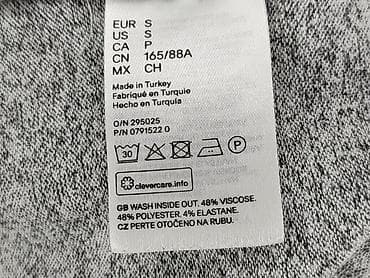 EUR S
US S
CA P
CN 165/88A
MX CH
Made in Turkey
Fabriqué en Turquie
Hecho en Turquía
O/N 295025
P/N 0791522 0
30
P
clevercare.info
GB WASH INSIDE OUT. 48% VISCOSE.
48% POLYESTER. 4% ELASTANE.
CZ PERTE OTOČENO NA RUBU.